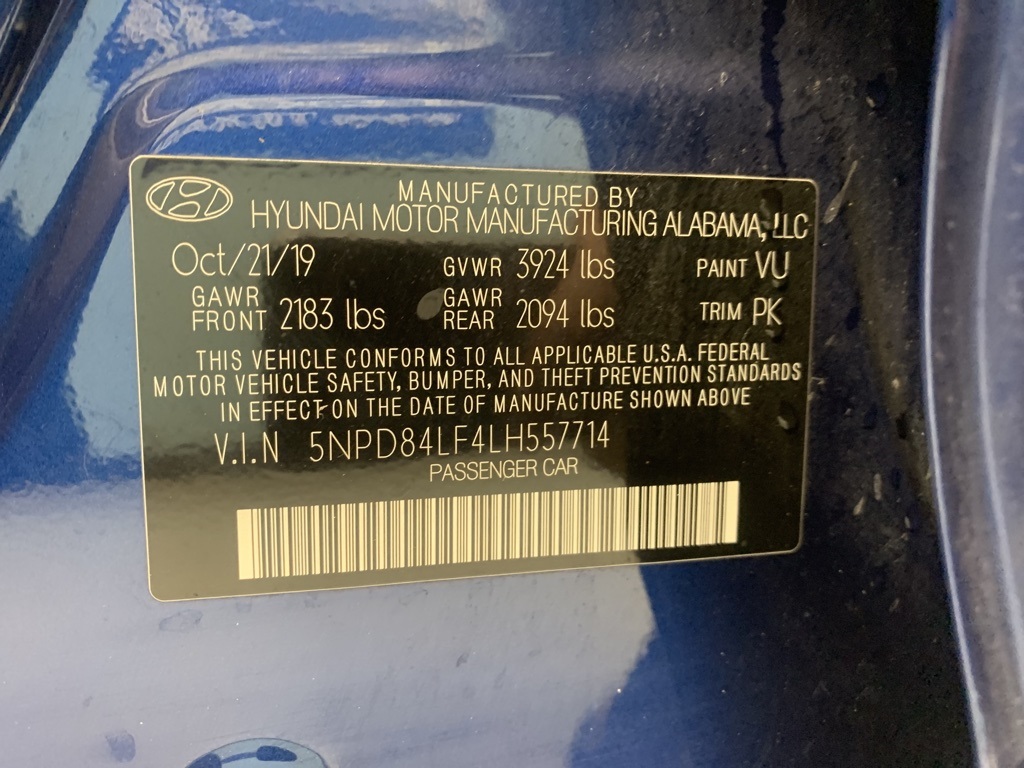 MANUFACTURED BY
HYUNDAI MOTOR MANUFACTURING ALABAMA, LLC
Oct/21/19 GVWR 3924 lbs PAINT VU
GAWR FRONT 2183 lbs GAWR REAR 2094 lbs TRIM PK
THIS VEHICLE CONFORMS TO ALL APPLICABLE U.S.A. FEDERAL
MOTOR VEHICLE SAFETY, BUMPER, AND THEFT PREVENTION STANDARDS
IN EFFECT ON THE DATE OF MANUFACTURE SHOWN ABOVE
V.I.N 5NPD84LF4LH557714
PASSENGER CAR